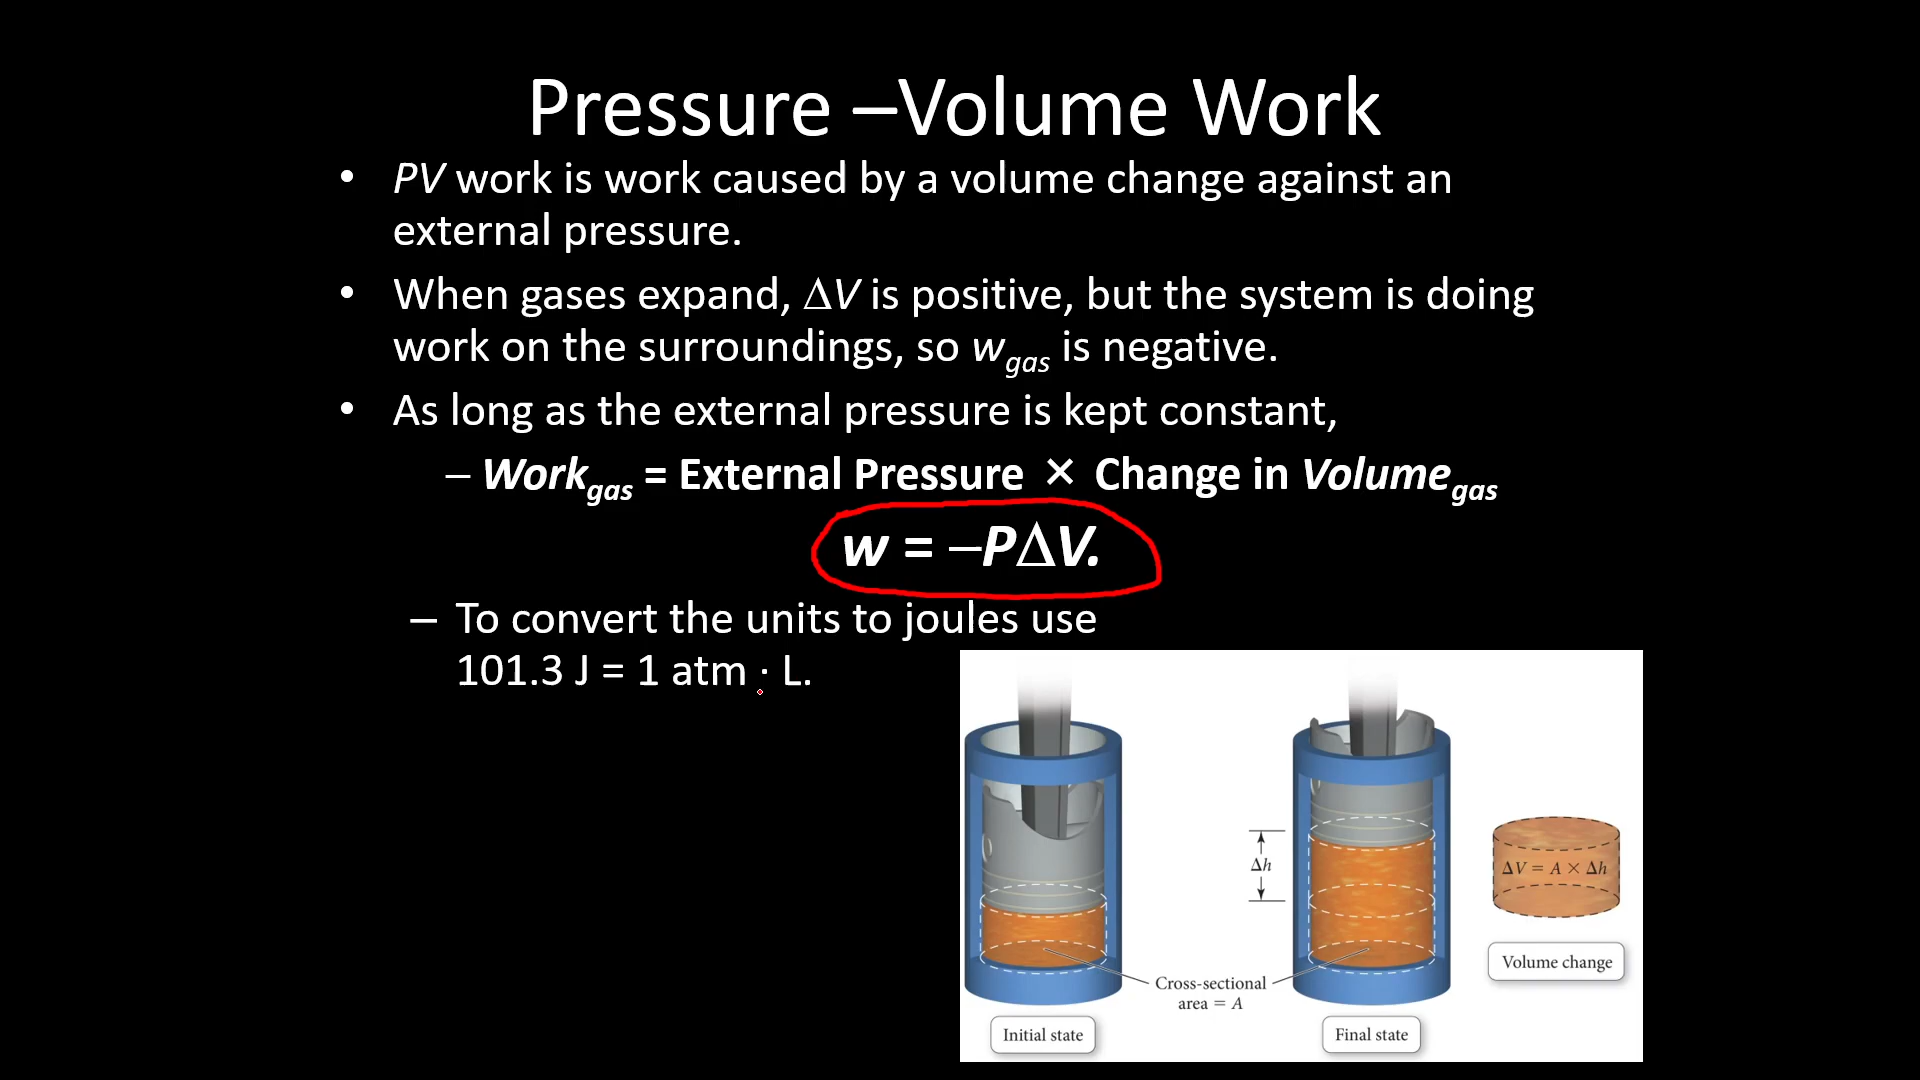 Pressure –Volume Work
• PV work is work caused by a volume change against an
external pressure.
• When gases expand, ΔV is positive, but the system is doing
work on the surroundings, so wgas is negative.
• As long as the external pressure is kept constant,
– Workgas = External Pressure × Change in Volumegas
w = –PΔV.
– To convert the units to joules use
101.3 J = 1 atm · L.
Δh
ΔV = A × Δh
Volume change
Cross-sectional
area = A
Initial state
Final state